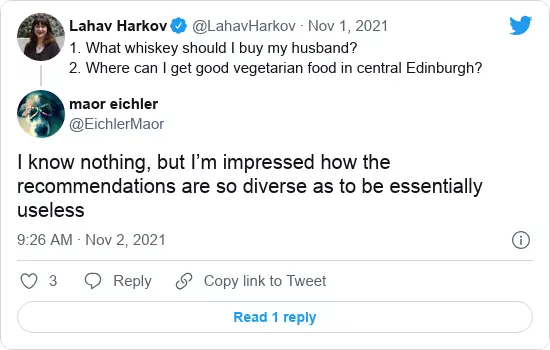 Lahav Harkov @LahavHarkov · Nov 1, 2021
1. What whiskey should I buy my husband?
2. Where can I get good vegetarian food in central Edinburgh?
maor eichler
@EichlerMaor
I know nothing, but I’m impressed how the
recommendations are so diverse as to be essentially
useless
9:26 AM · Nov 2, 2021
3 Reply Copy link to Tweet
Read 1 reply